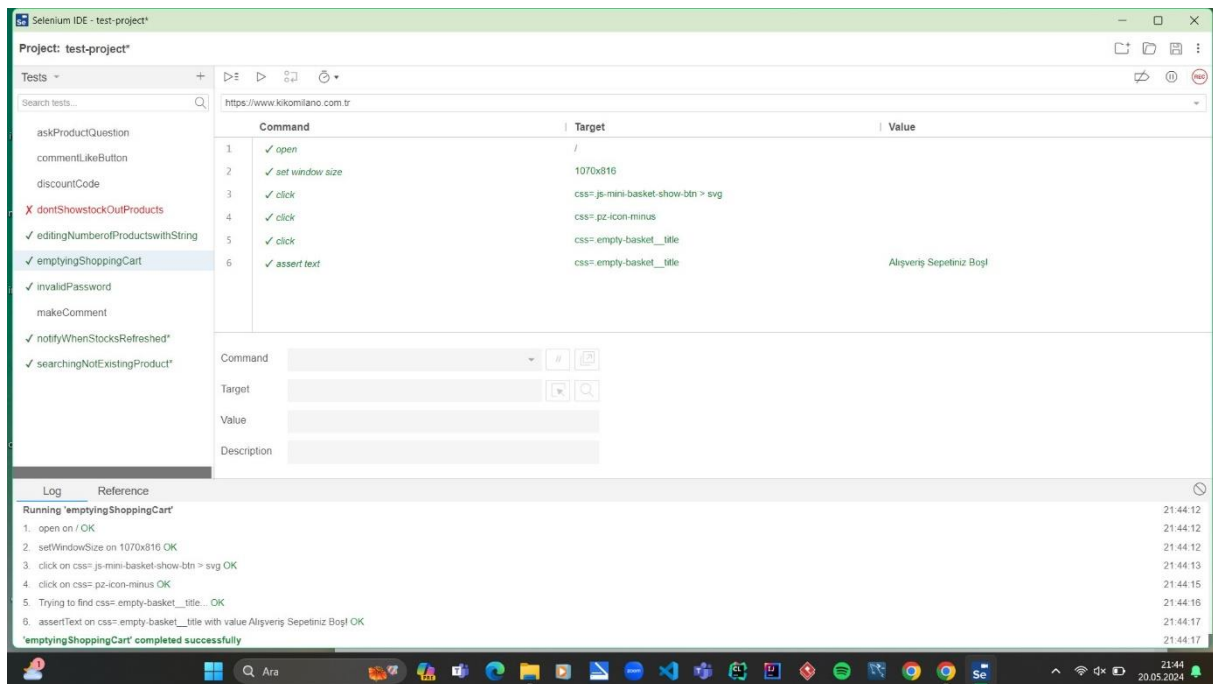 Selenium IDE - test-project*
Project: test-project*
Tests
Search tests...
https://www.kikomilano.com.tr
askProductQuestion
commentLikeButton
discountCode
X dontShowstockOutProducts
✓ editingNumberofProductswithString
✓ emptyingShoppingCart
✓ invalidPassword
makeComment
✓ notifyWhenStocksRefreshed*
✓ searchingNotExistingProduct*
Command Target Value
1 ✓ open /
2 ✓ set window size 1070x816
3 ✓ click css=.js-mini-basket-show-btn > svg
4 ✓ click css=.pz-icon-minus
5 ✓ click css=.empty-basket__title
6 ✓ assert text css=.empty-basket__title Alışveriş Sepetiniz Boş!
Command //
Target
Value
Description
Log Reference
Running 'emptyingShoppingCart' 21:44:12
1. open on / OK 21:44:12
2. setWindowSize on 1070x816 OK 21:44:12
3. click on css=.js-mini-basket-show-btn > svg OK 21:44:13
4. click on css=.pz-icon-minus OK 21:44:15
5. Trying to find css=.empty-basket__title... OK 21:44:16
6. assertText on css=.empty-basket__title with value Alışveriş Sepetiniz Boş! OK 21:44:17
'emptyingShoppingCart' completed successfully 21:44:17
Ara
21:44
20.05.2024